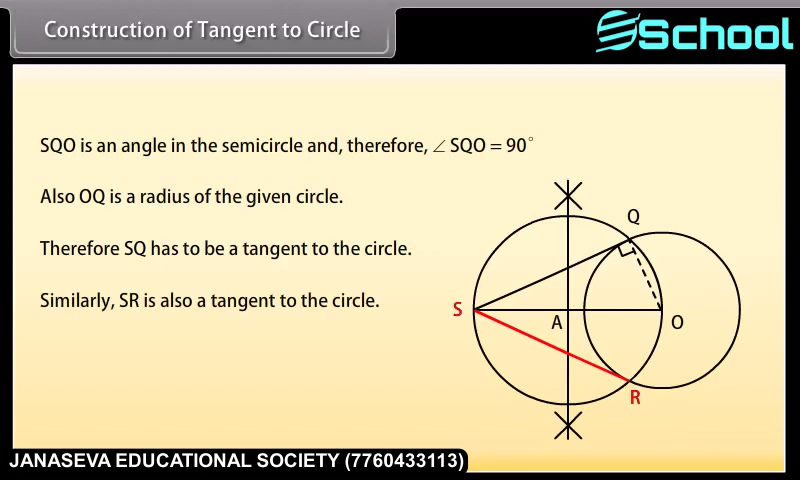 Construction of Tangent to Circle
School
SQO is an angle in the semicircle and, therefore, ∠ SQO = 90°
Also OQ is a radius of the given circle.
Therefore SQ has to be a tangent to the circle.
Similarly, SR is also a tangent to the circle.
Q
S
A
O
R
JANASEVA EDUCATIONAL SOCIETY (7760433113)